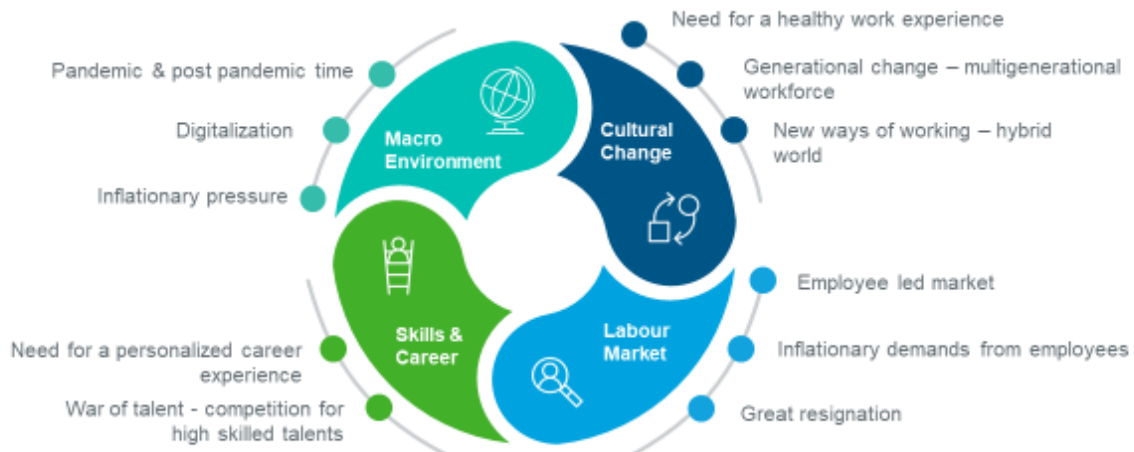 Need for a healthy work experience
Pandemic & post pandemic time
Generational change – multigenerational
workforce
Digitalization
Macro
Environment
Cultural
Change
New ways of working – hybrid
world
Inflationary pressure
Employee led market
Skills &
Career
Labour
Market
Need for a personalized career
experience
Inflationary demands from employees
War of talent - competition for
high skilled talents
Great resignation